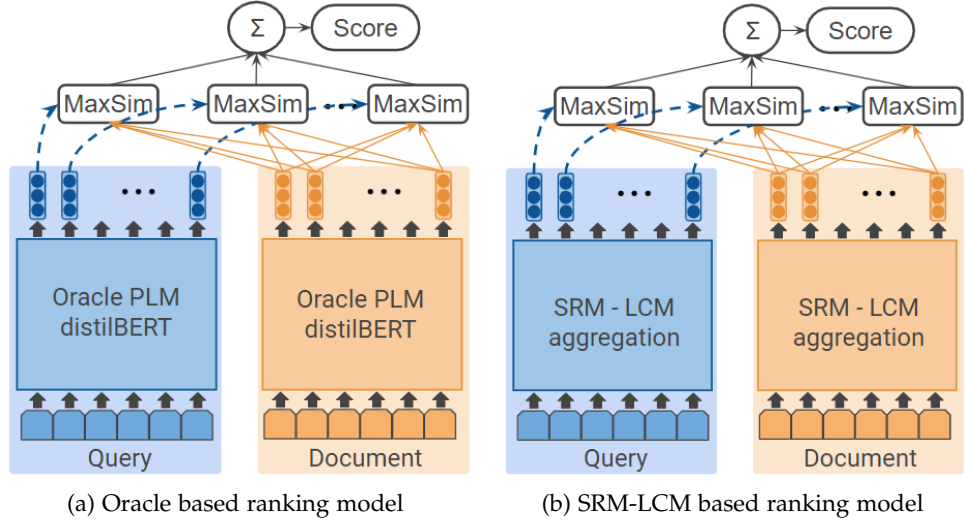 Σ Score
MaxSim MaxSim ... MaxSim
... ...
Oracle PLM
distilBERT
Oracle PLM
distilBERT
Query Document
(a) Oracle based ranking model
Σ Score
MaxSim MaxSim ... MaxSim
... ...
SRM - LCM
aggregation
SRM - LCM
aggregation
Query Document
(b) SRM-LCM based ranking model